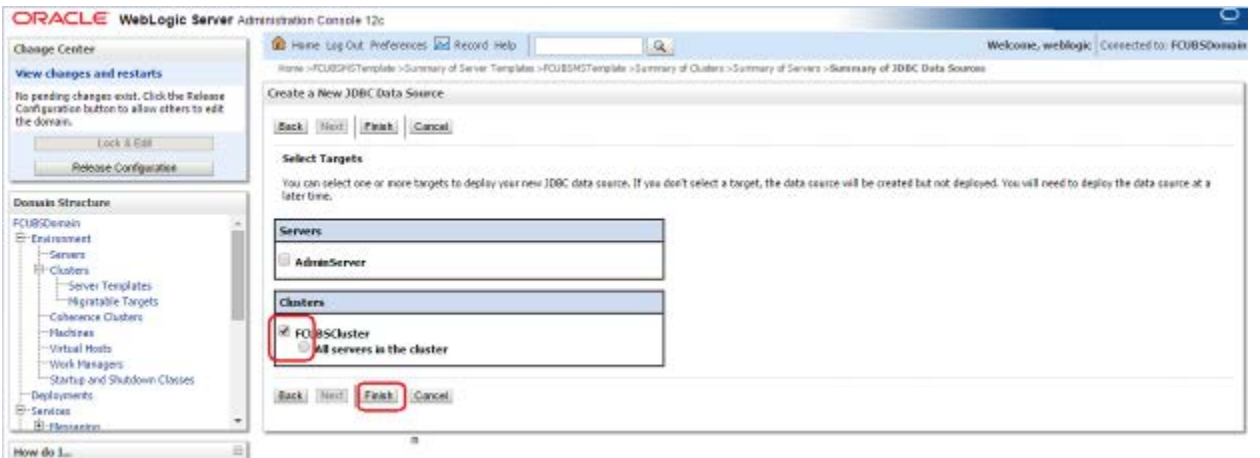 ORACLE WebLogic Server Administration Console 12c
Change Center
View changes and restarts
No pending changes exist. Click the Release
Configuration button to allow others to edit
the domain.
Lock & Edit
Release Configuration
Domain Structure
FCUBSDomain
Environment
Servers
Clusters
Server Templates
Migratable Targets
Coherence Clusters
Machines
Virtual Hosts
Work Managers
Startup and Shutdown Classes
Deployments
Services
Messaging
How do I...
Home Log Out Preferences Record Help
Welcome, weblogic Connected to: FCUBSDomain
Home >FCUBSMSTemplate >Summary of Server Templates >FCUBSMSTemplate >Summary of Clusters >Summary of Servers >Summary of JDBC Data Sources
Create a New JDBC Data Source
Back Next Finish Cancel
Select Targets
You can select one or more targets to deploy your new JDBC data source. If you don't select a target, the data source will be created but not deployed. You will need to deploy the data source at a
later time.
Servers
AdminServer
Clusters
FCUBSCluster
All servers in the cluster
Back Next Finish Cancel